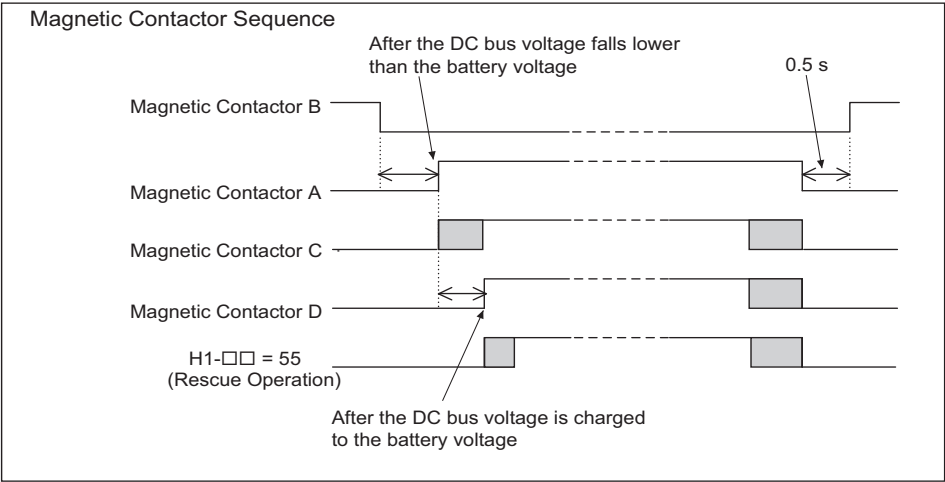 Magnetic Contactor Sequence
After the DC bus voltage falls lower
than the battery voltage
0.5 s
Magnetic Contactor B
Magnetic Contactor A
Magnetic Contactor C
Magnetic Contactor D
H1-□□ = 55
(Rescue Operation)
After the DC bus voltage is charged
to the battery voltage